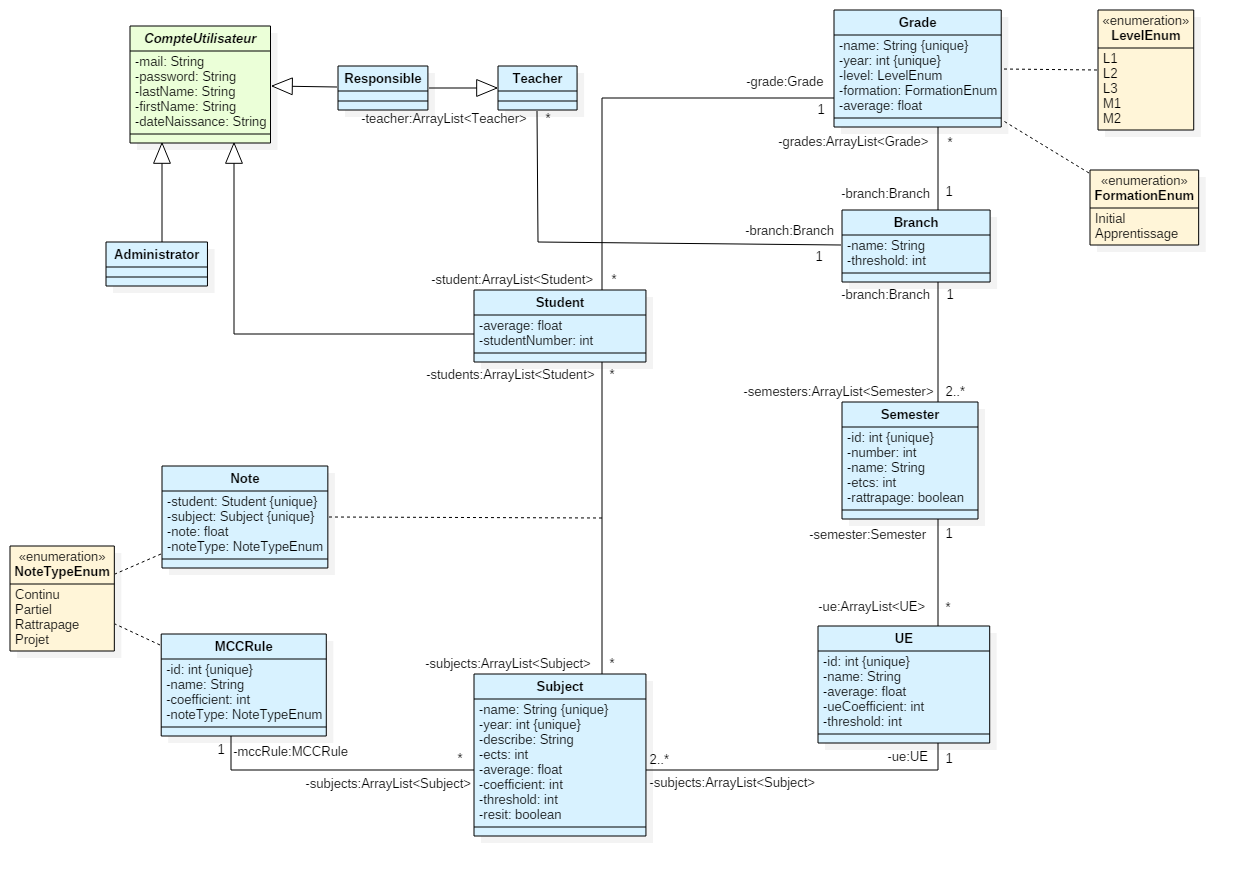 CompteUtilisateur
-mail: String
-password: String
-lastName: String
-firstName: String
-dateNaissance: String
Responsible
Teacher
-teacher:ArrayList<Teacher>
*
Grade
-name: String {unique}
-year: int {unique}
-level: LevelEnum
-formation: FormationEnum
-average: float
-grade:Grade
1
«enumeration»
LevelEnum
L1
L2
L3
M1
M2
-grades:ArrayList<Grade>
*
-branch:Branch
1
«enumeration»
FormationEnum
Initial
Apprentissage
Administrator
-branch:Branch
1
Branch
-name: String
-threshold: int
-branch:Branch
1
-student:ArrayList<Student>
*
Student
-average: float
-studentNumber: int
-students:ArrayList<Student>
*
-semesters:ArrayList<Semester>
2..*
Semester
-id: int {unique}
-number: int
-name: String
-etcs: int
-rattrapage: boolean
-semester:Semester
1
Note
-student: Student {unique}
-subject: Subject {unique}
-note: float
-noteType: NoteTypeEnum
«enumeration»
NoteTypeEnum
Continu
Partiel
Rattrapage
Projet
-ue:ArrayList<UE>
*
UE
-id: int {unique}
-name: String
-average: float
-ueCoefficient: int
-threshold: int
-ue:UE
1
MCCRule
-id: int {unique}
-name: String
-coefficient: int
-noteType: NoteTypeEnum
1
-mccRule:MCCRule
-subjects:ArrayList<Subject>
*
Subject
-name: String {unique}
-year: int {unique}
-describe: String
-ects: int
-average: float
-coefficient: int
-threshold: int
-resit: boolean
*
-subjects:ArrayList<Subject>
2..*
-subjects:ArrayList<Subject>